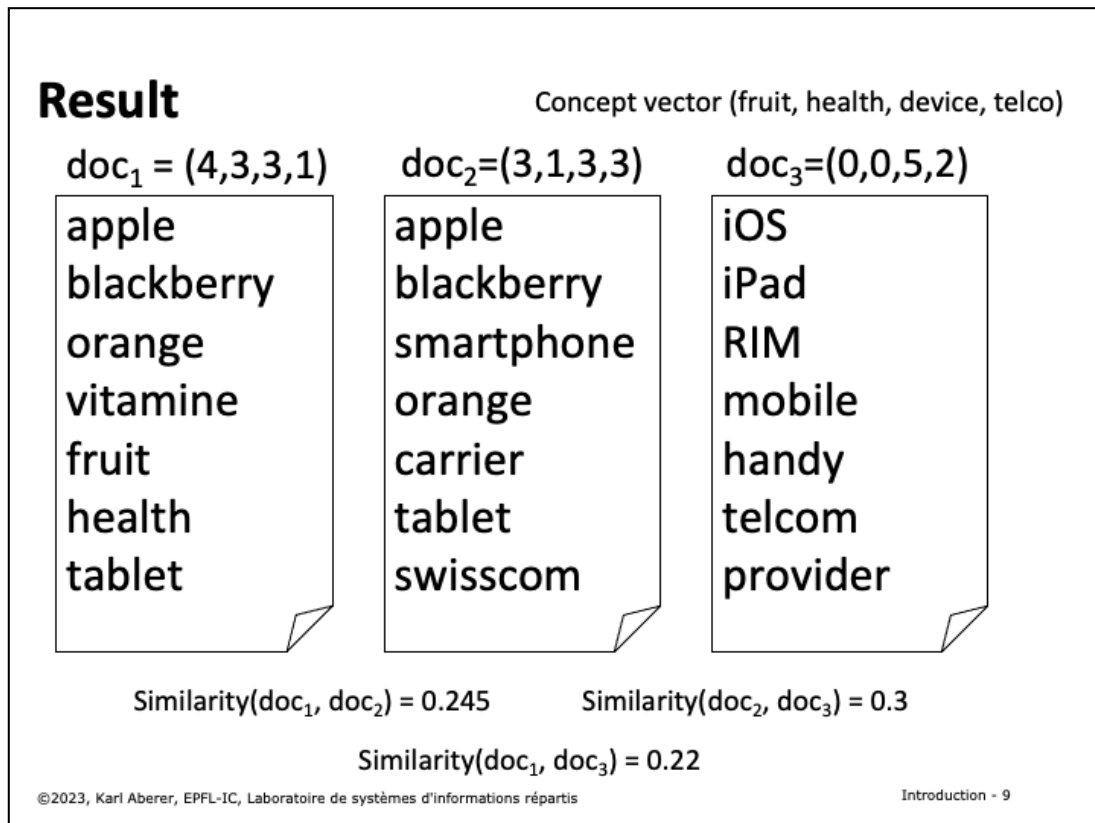 Result
Concept vector (fruit, health, device, telco)
doc₁ = (4,3,3,1)
apple
blackberry
orange
vitamine
fruit
health
tablet
doc₂=(3,1,3,3)
apple
blackberry
smartphone
orange
carrier
tablet
swisscom
doc₃=(0,0,5,2)
iOS
iPad
RIM
mobile
handy
telcom
provider
Similarity(doc₁, doc₂) = 0.245
Similarity(doc₂, doc₃) = 0.3
Similarity(doc₁, doc₃) = 0.22
©2023, Karl Aberer, EPFL-IC, Laboratoire de systèmes d'informations répartis
Introduction - 9